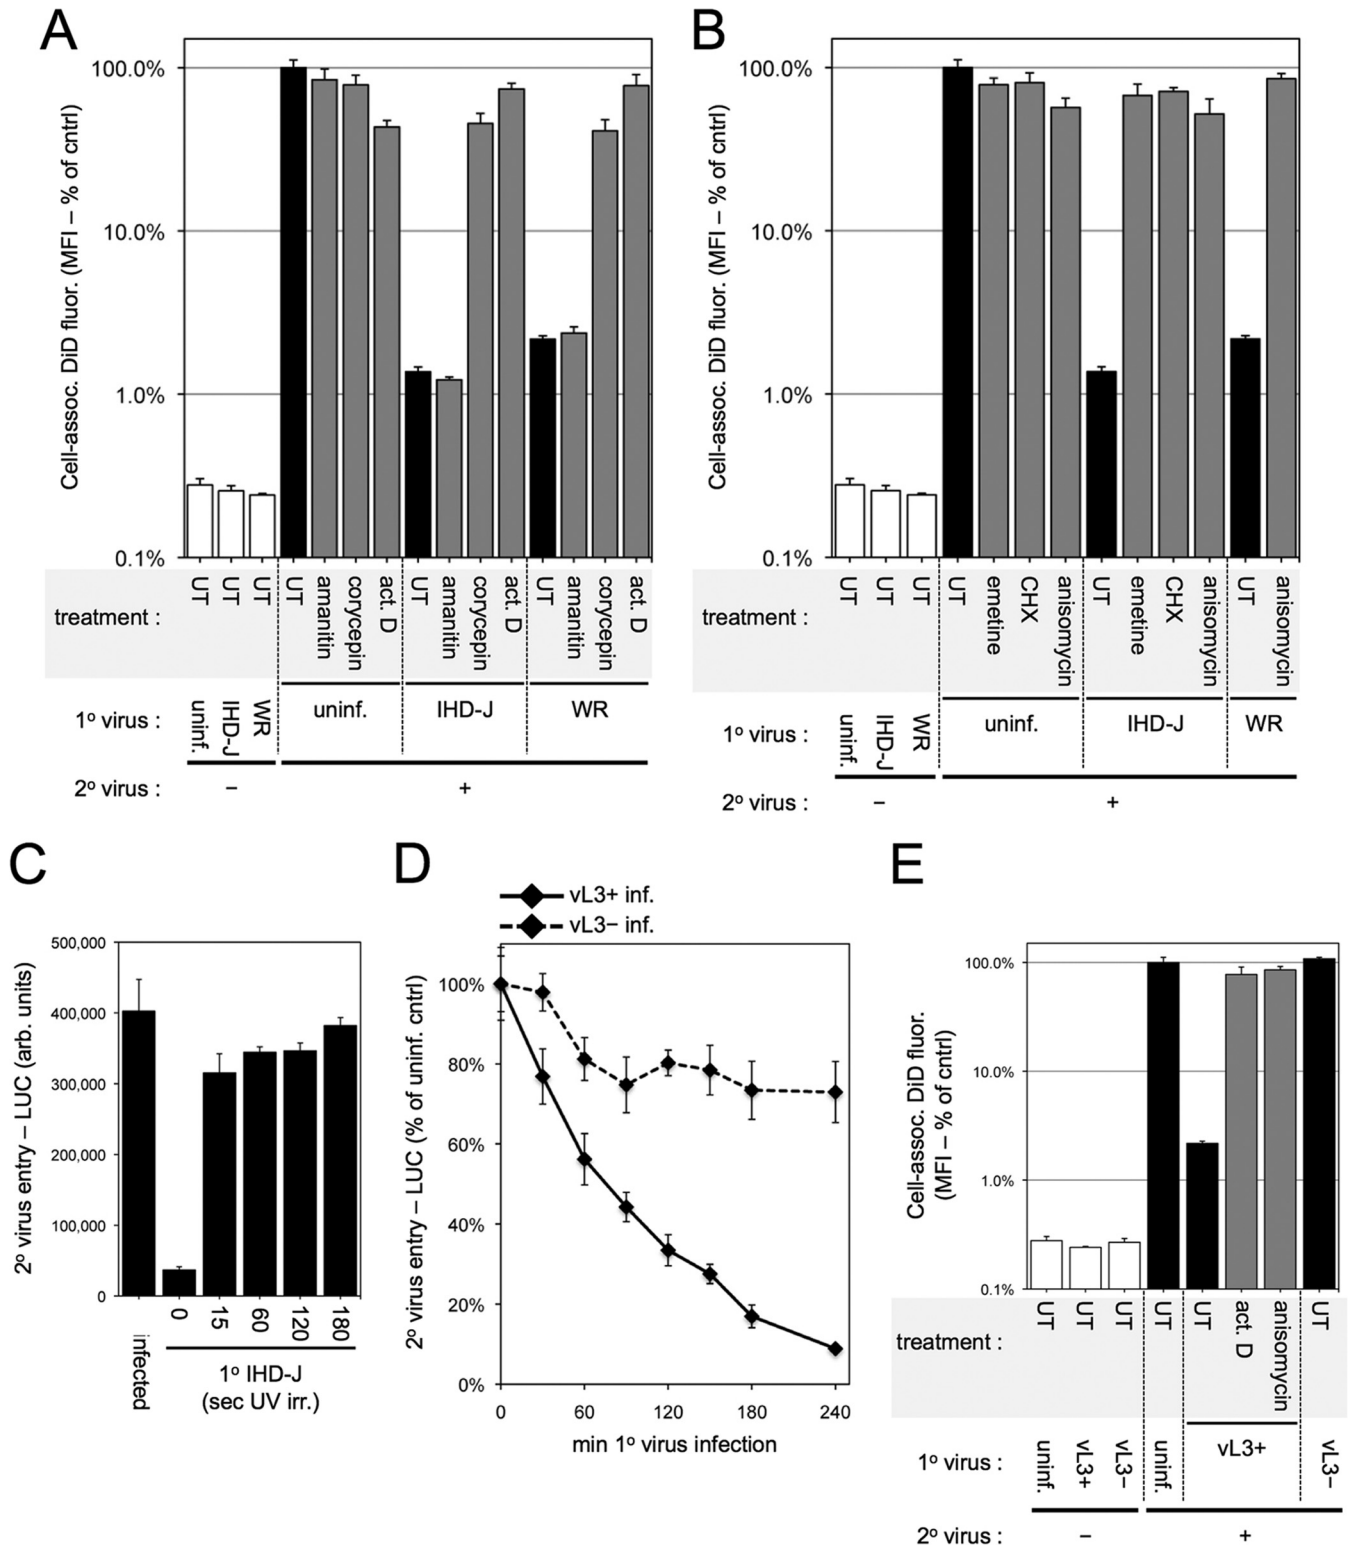 A
Cell-assoc. DiD fluor. (MFI – % of cntrl)
100.0%
10.0%
1.0%
0.1%
treatment :
UT UT UT UT amanitin corycepin act. D UT amanitin corycepin act. D UT amanitin corycepin act. D
1º virus :
uninf. IHD-J WR uninf. IHD-J WR
2º virus :
– +
B
Cell-assoc. DiD fluor. (MFI – % of cntrl)
100.0%
10.0%
1.0%
0.1%
treatment :
UT UT UT UT emetine CHX anisomycin UT emetine CHX anisomycin UT anisomycin
1º virus :
uninf. IHD-J WR uninf. IHD-J WR
2º virus :
– +
C
2º virus entry – LUC (arb. units)
500,000
400,000
300,000
200,000
100,000
0
infected 0 15 60 120 180
1º IHD-J
(sec UV irr.)
D
vL3+ inf.
vL3– inf.
2º virus entry – LUC (% of uninf. cntrl)
100%
80%
60%
40%
20%
0%
0 60 120 180 240
min 1º virus infection
E
Cell-assoc. DiD fluor.
(MFI – % of cntrl)
100.0%
10.0%
1.0%
0.1%
treatment :
UT UT UT UT UT act. D anisomycin UT
1º virus :
uninf. vL3+ vL3– uninf. vL3+ vL3–
2º virus :
– +